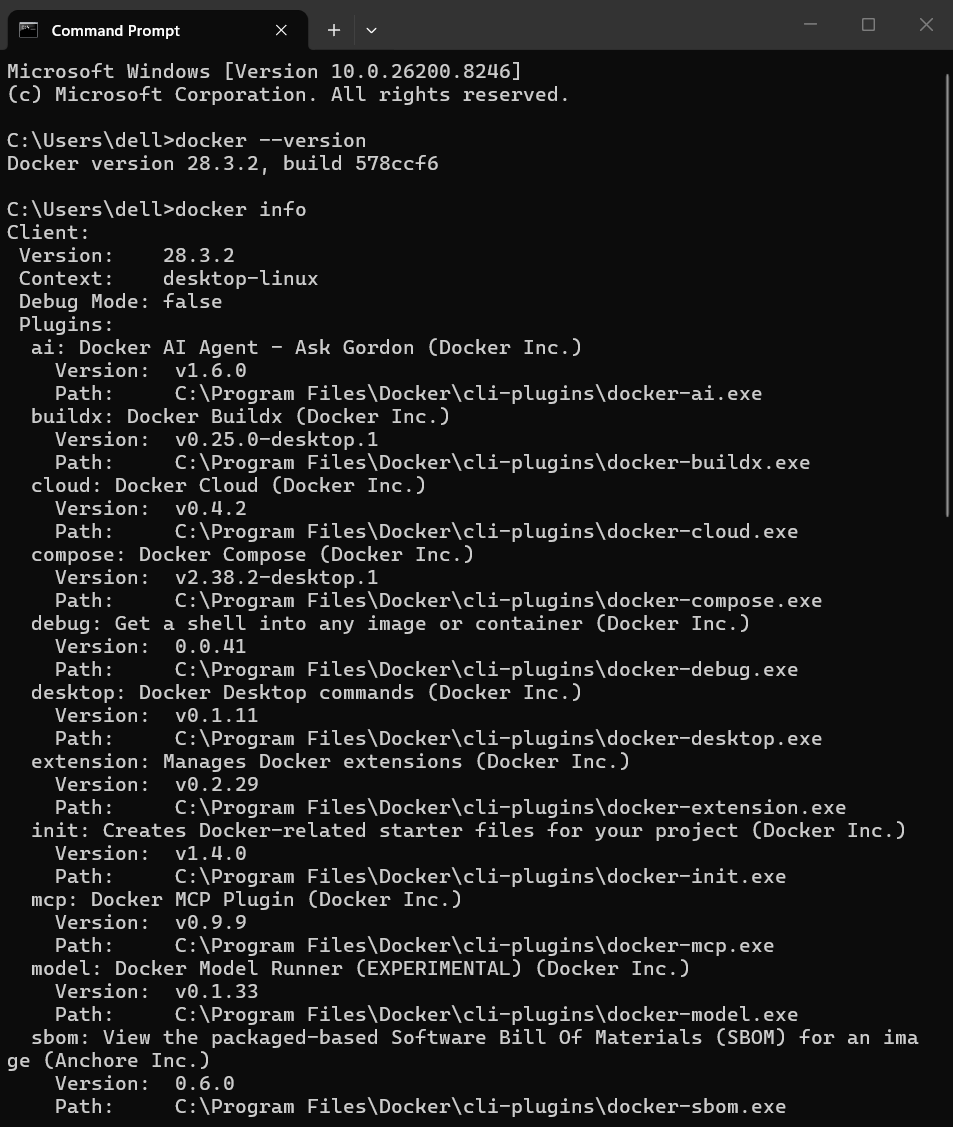 Command Prompt
Microsoft Windows [Version 10.0.26200.8246]
(c) Microsoft Corporation. All rights reserved.

C:\Users\dell>docker --version
Docker version 28.3.2, build 578ccf6

C:\Users\dell>docker info
Client:
 Version:    28.3.2
 Context:    desktop-linux
 Debug Mode: false
 Plugins:
  ai: Docker AI Agent - Ask Gordon (Docker Inc.)
    Version:  v1.6.0
    Path:     C:\Program Files\Docker\cli-plugins\docker-ai.exe
  buildx: Docker Buildx (Docker Inc.)
    Version:  v0.25.0-desktop.1
    Path:     C:\Program Files\Docker\cli-plugins\docker-buildx.exe
  cloud: Docker Cloud (Docker Inc.)
    Version:  v0.4.2
    Path:     C:\Program Files\Docker\cli-plugins\docker-cloud.exe
  compose: Docker Compose (Docker Inc.)
    Version:  v2.38.2-desktop.1
    Path:     C:\Program Files\Docker\cli-plugins\docker-compose.exe
  debug: Get a shell into any image or container (Docker Inc.)
    Version:  0.0.41
    Path:     C:\Program Files\Docker\cli-plugins\docker-debug.exe
  desktop: Docker Desktop commands (Docker Inc.)
    Version:  v0.1.11
    Path:     C:\Program Files\Docker\cli-plugins\docker-desktop.exe
  extension: Manages Docker extensions (Docker Inc.)
    Version:  v0.2.29
    Path:     C:\Program Files\Docker\cli-plugins\docker-extension.exe
  init: Creates Docker-related starter files for your project (Docker Inc.)
    Version:  v1.4.0
    Path:     C:\Program Files\Docker\cli-plugins\docker-init.exe
  mcp: Docker MCP Plugin (Docker Inc.)
    Version:  v0.9.9
    Path:     C:\Program Files\Docker\cli-plugins\docker-mcp.exe
  model: Docker Model Runner (EXPERIMENTAL) (Docker Inc.)
    Version:  v0.1.33
    Path:     C:\Program Files\Docker\cli-plugins\docker-model.exe
  sbom: View the packaged-based Software Bill Of Materials (SBOM) for an ima
ge (Anchore Inc.)
    Version:  0.6.0
    Path:     C:\Program Files\Docker\cli-plugins\docker-sbom.exe